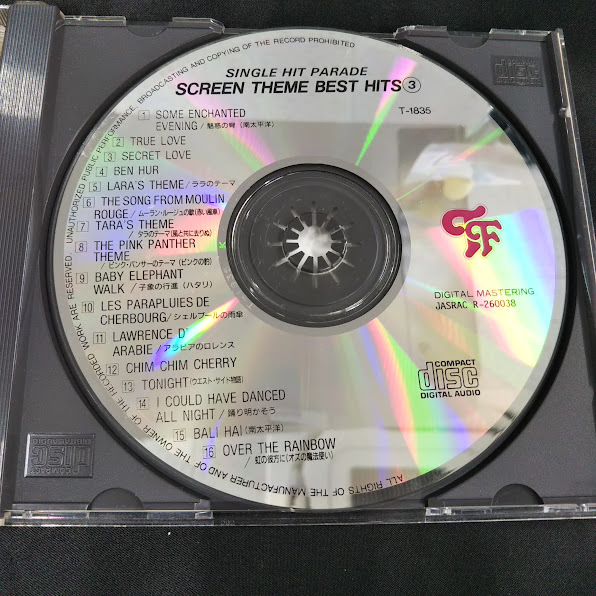 UNAUTHORIZED PUBLIC PERFORMANCE, BROADCASTING AND COPYING OF THE RECORD PROHIBITED
SINGLE HIT PARADE
SCREEN THEME BEST HITS③
T-1835
1 SOME ENCHANTED
EVENING/魅惑の宵(南太平洋)
2 TRUE LOVE
3 SECRET LOVE
4 BEN HUR
5 LARA'S THEME/ララのテーマ
6 THE SONG FROM MOULIN
ROUGE/ムーラン・ルージュの歌(赤い風車)
7 TARA'S THEME
/タラのテーマ(風と共に去りぬ)
8 THE PINK PANTHER
THEME
/ピンク・パンサーのテーマ(ピンクの豹)
9 BABY ELEPHANT
WALK/子象の行進(ハタリ)
10 LES PARAPLUIES DE
CHERBOURG/シェルブールの雨傘
11 LAWRENCE D'
ARABIE/アラビアのロレンス
12 CHIM CHIM CHERRY
13 TONIGHT(ウエスト・サイド物語)
14 I COULD HAVE DANCED
ALL NIGHT/踊り明かそう
15 BALI HAI(南太平洋)
16 OVER THE RAINBOW
/虹の彼方に(オズの魔法使い)
DIGITAL MASTERING
JASRAC R-260038
COMPACT
disc
DIGITAL AUDIO
ALL RIGHTS OF THE MANUFACTURER AND OF THE OWNER OF THE RECORDED WORK ARE RESERVED.
COMPACT
disc
DIGITAL AUDIO